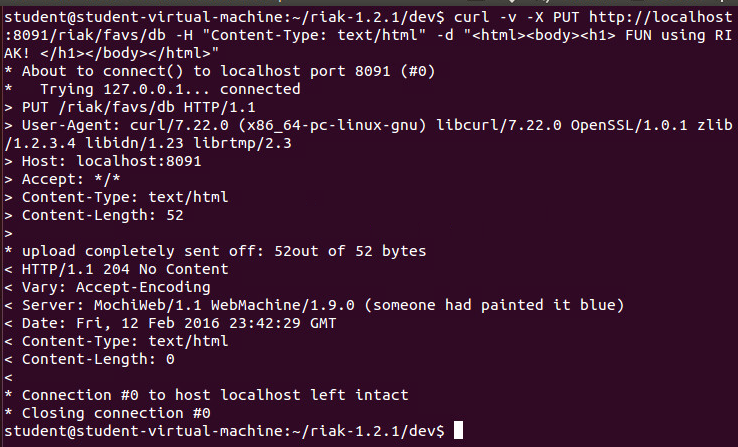 student@student-virtual-machine:~/riak-1.2.1/dev$ curl -v -X PUT http://localhost
:8091/riak/favs/db -H "Content-Type: text/html" -d "<html><body><h1> FUN using RI
AK! </h1></body></html>"
* About to connect() to localhost port 8091 (#0)
*   Trying 127.0.0.1... connected
> PUT /riak/favs/db HTTP/1.1
> User-Agent: curl/7.22.0 (x86_64-pc-linux-gnu) libcurl/7.22.0 OpenSSL/1.0.1 zlib
/1.2.3.4 libidn/1.23 librtmp/2.3
> Host: localhost:8091
> Accept: */*
> Content-Type: text/html
> Content-Length: 52
>
* upload completely sent off: 52out of 52 bytes
< HTTP/1.1 204 No Content
< Vary: Accept-Encoding
< Server: MochiWeb/1.1 WebMachine/1.9.0 (someone had painted it blue)
< Date: Fri, 12 Feb 2016 23:42:29 GMT
< Content-Type: text/html
< Content-Length: 0
<
* Connection #0 to host localhost left intact
* Closing connection #0
student@student-virtual-machine:~/riak-1.2.1/dev$